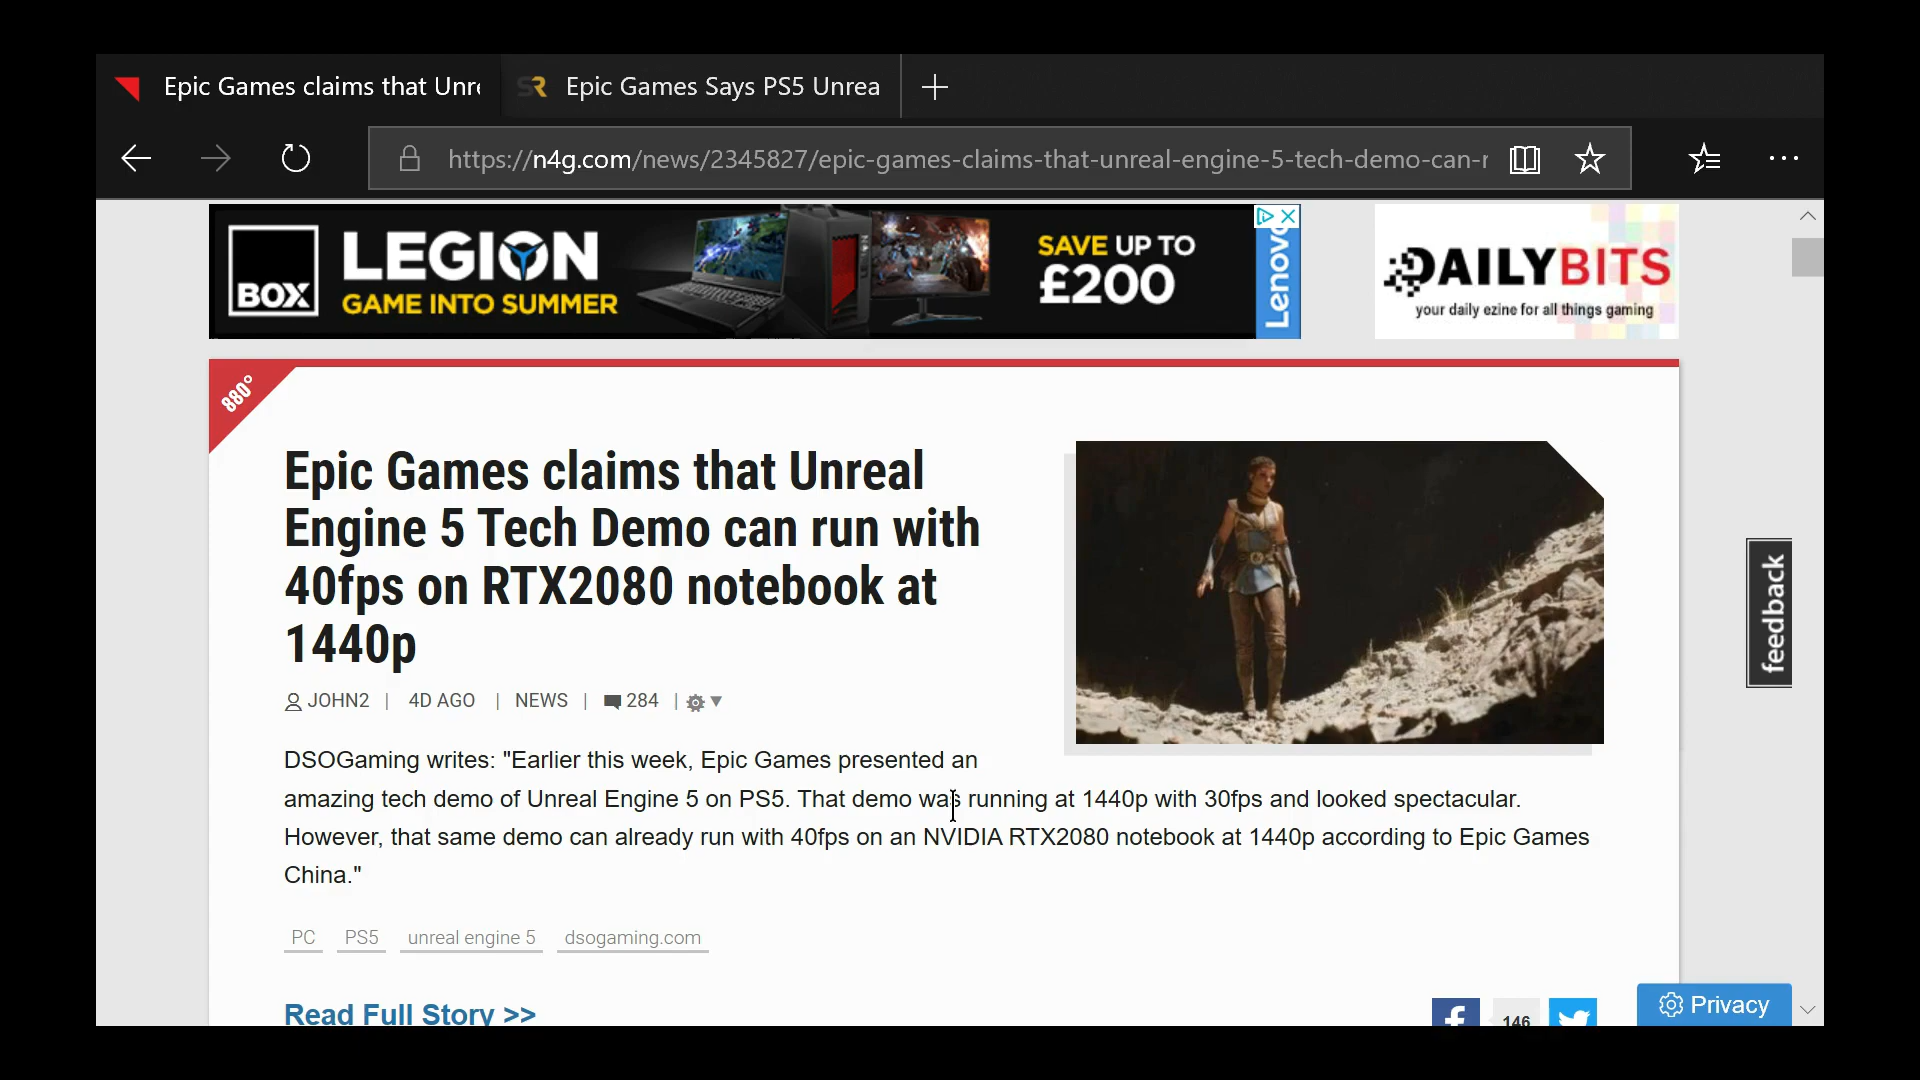 Epic Games claims that Unre
SR Epic Games Says PS5 Unrea
https://n4g.com/news/2345827/epic-games-claims-that-unreal-engine-5-tech-demo-can-r
BOX
LEGION
GAME INTO SUMMER
SAVE UP TO
£200
Lenovo
DAILYBITS
your daily ezine for all things gaming
880°
Epic Games claims that Unreal
Engine 5 Tech Demo can run with
40fps on RTX2080 notebook at
1440p
JOHN2 | 4D AGO | NEWS | 284 |
DSOGaming writes: "Earlier this week, Epic Games presented an
amazing tech demo of Unreal Engine 5 on PS5. That demo was running at 1440p with 30fps and looked spectacular.
However, that same demo can already run with 40fps on an NVIDIA RTX2080 notebook at 1440p according to Epic Games
China."
PC PS5 unreal engine 5 dsogaming.com
Read Full Story >>
146
Privacy
feedback